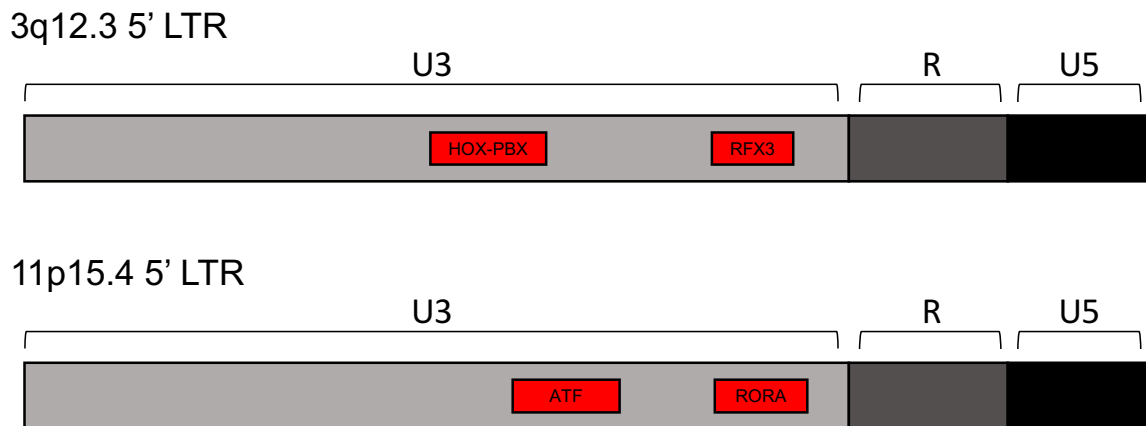 3q12.3 5’ LTR
U3 R U5
HOX-PBX RFX3
11p15.4 5’ LTR
U3 R U5
ATF RORA